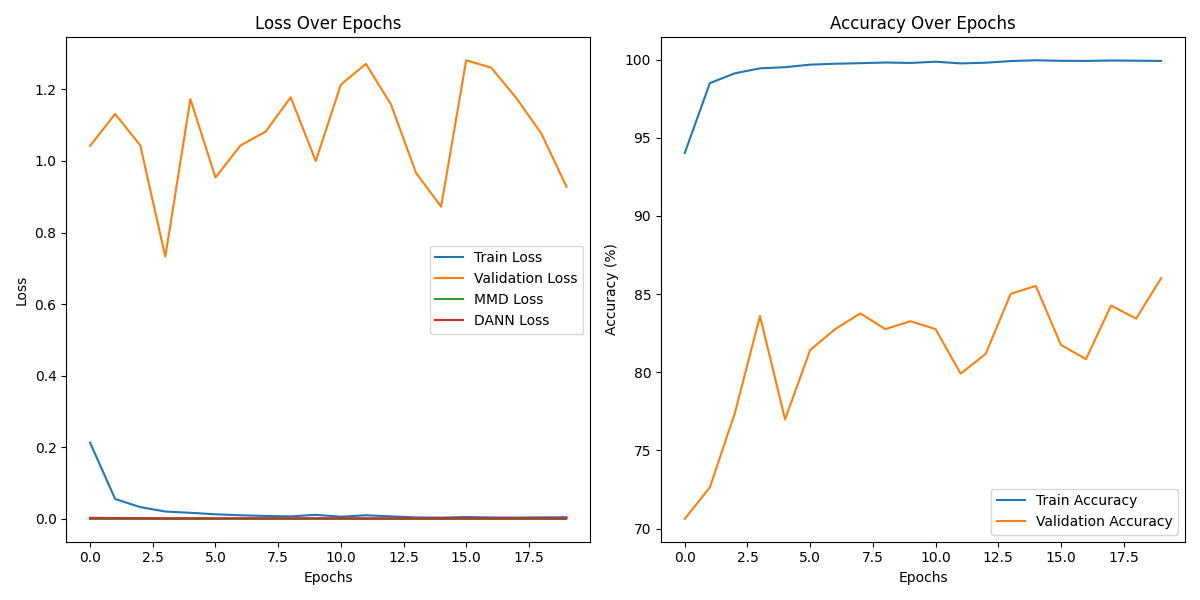 Loss Over Epochs
Loss
1.2
1.0
0.8
0.6
0.4
0.2
0.0
Train Loss
Validation Loss
MMD Loss
DANN Loss
0.0 2.5 5.0 7.5 10.0 12.5 15.0 17.5
Epochs
Accuracy Over Epochs
Accuracy (%)
100
95
90
85
80
75
70
Train Accuracy
Validation Accuracy
0.0 2.5 5.0 7.5 10.0 12.5 15.0 17.5
Epochs